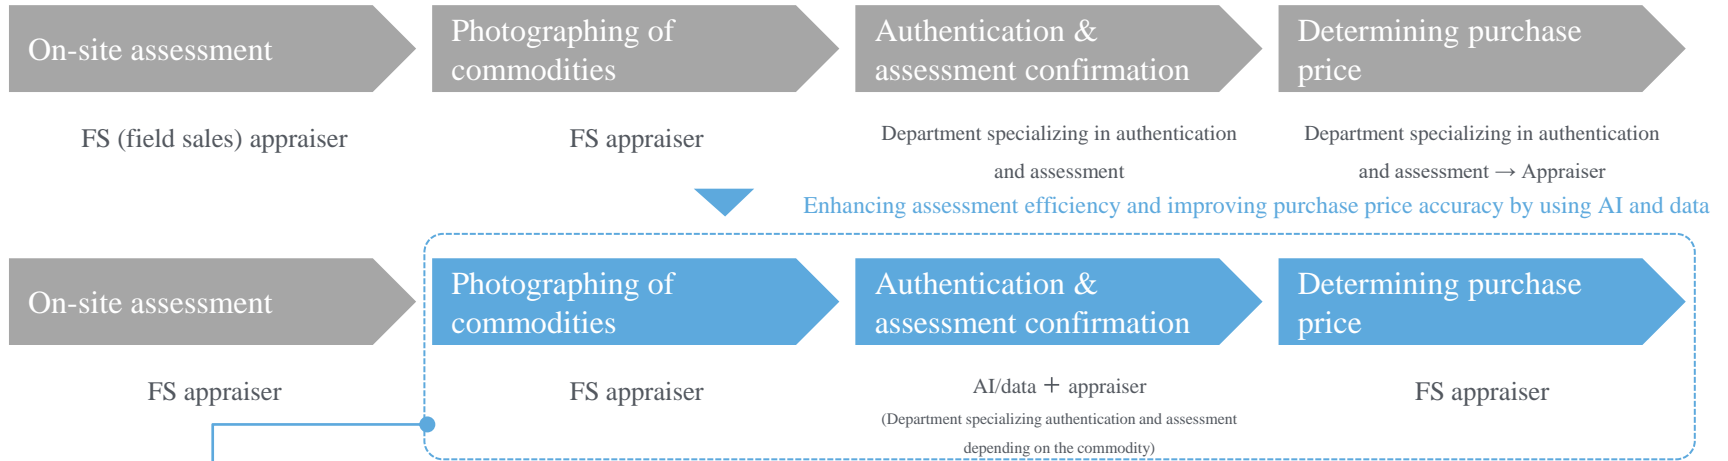 On-site assessment
Photographing of
commodities
Authentication &
assessment confirmation
Determining purchase
price
FS (field sales) appraiser
FS appraiser
Department specializing in authentication
and assessment
Department specializing in authentication
and assessment → Appraiser
Enhancing assessment efficiency and improving purchase price accuracy by using AI and data
On-site assessment
Photographing of
commodities
Authentication &
assessment confirmation
Determining purchase
price
FS appraiser
FS appraiser
AI/data + appraiser
(Department specializing authentication and assessment
depending on the commodity)
FS appraiser